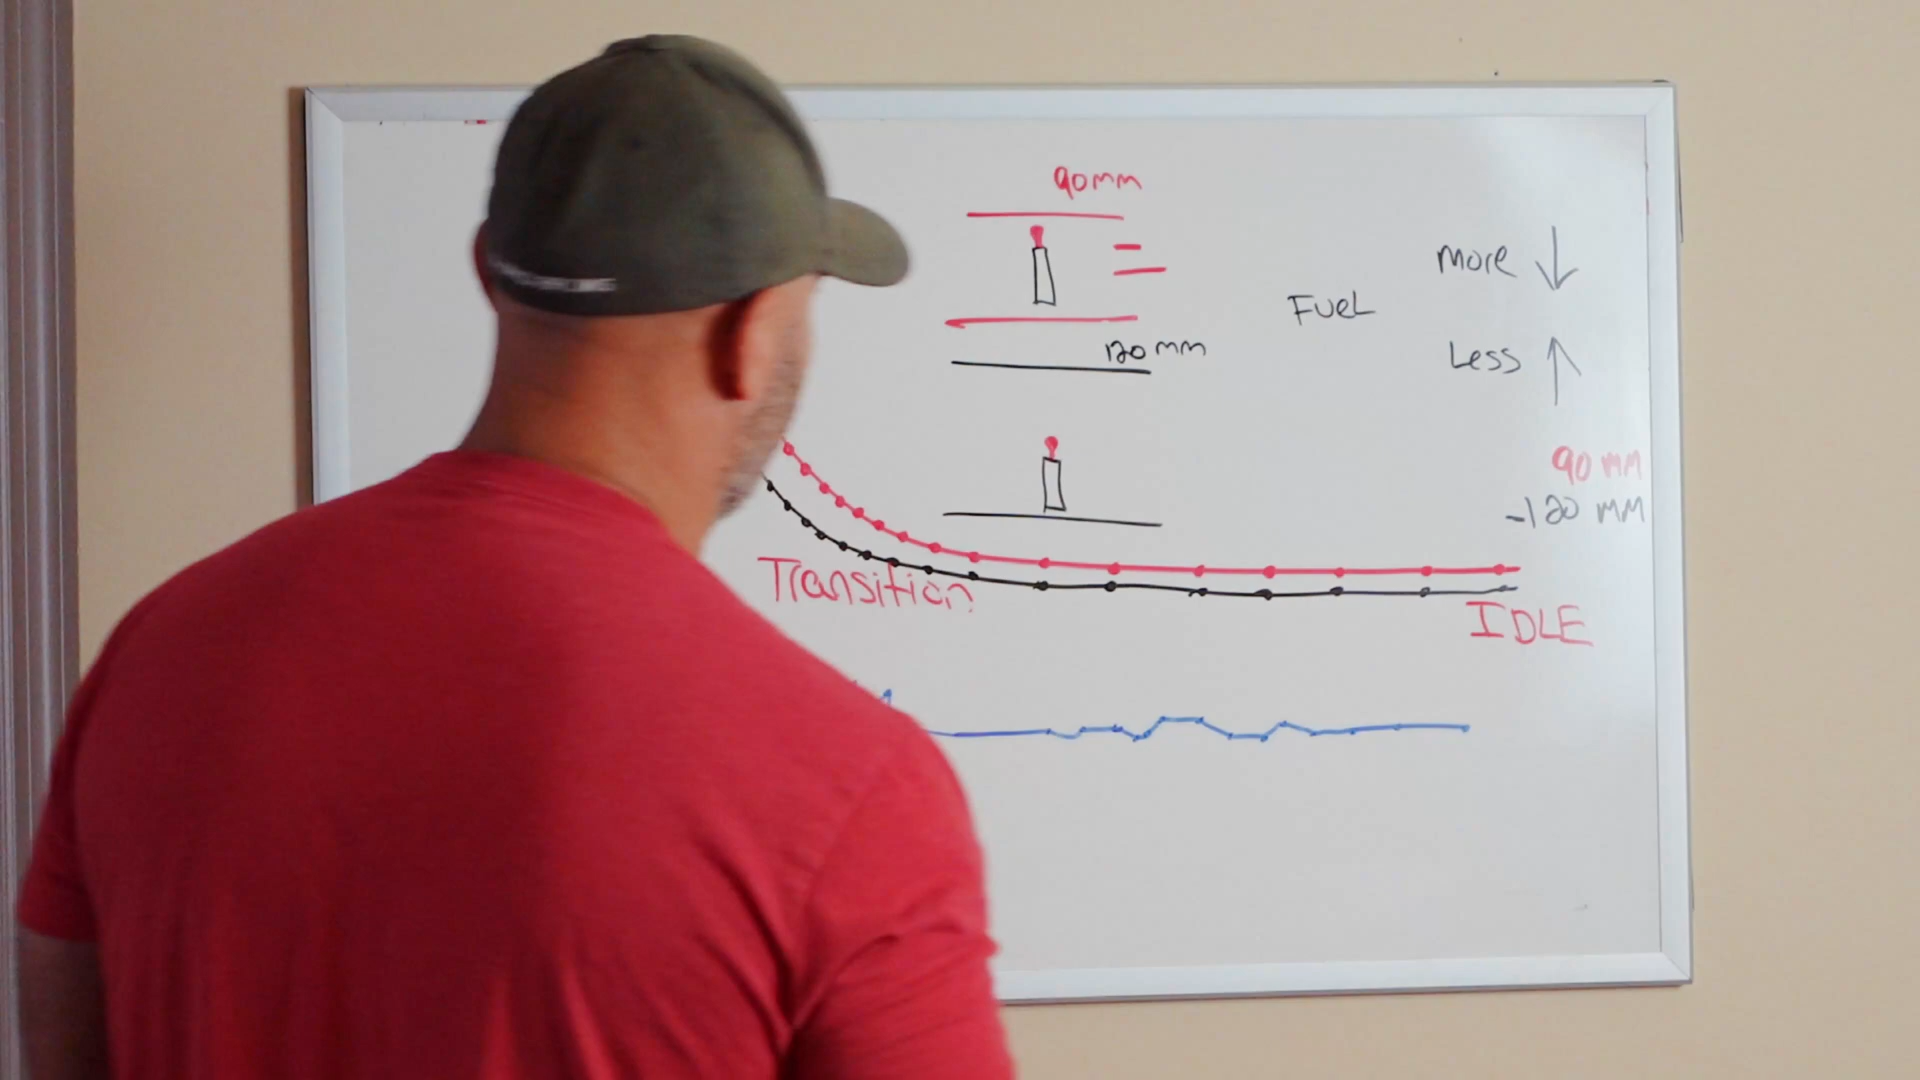 90mm
More
FUEL
120 mm
Less
90 MM
-120 MM
Transition
IDLE